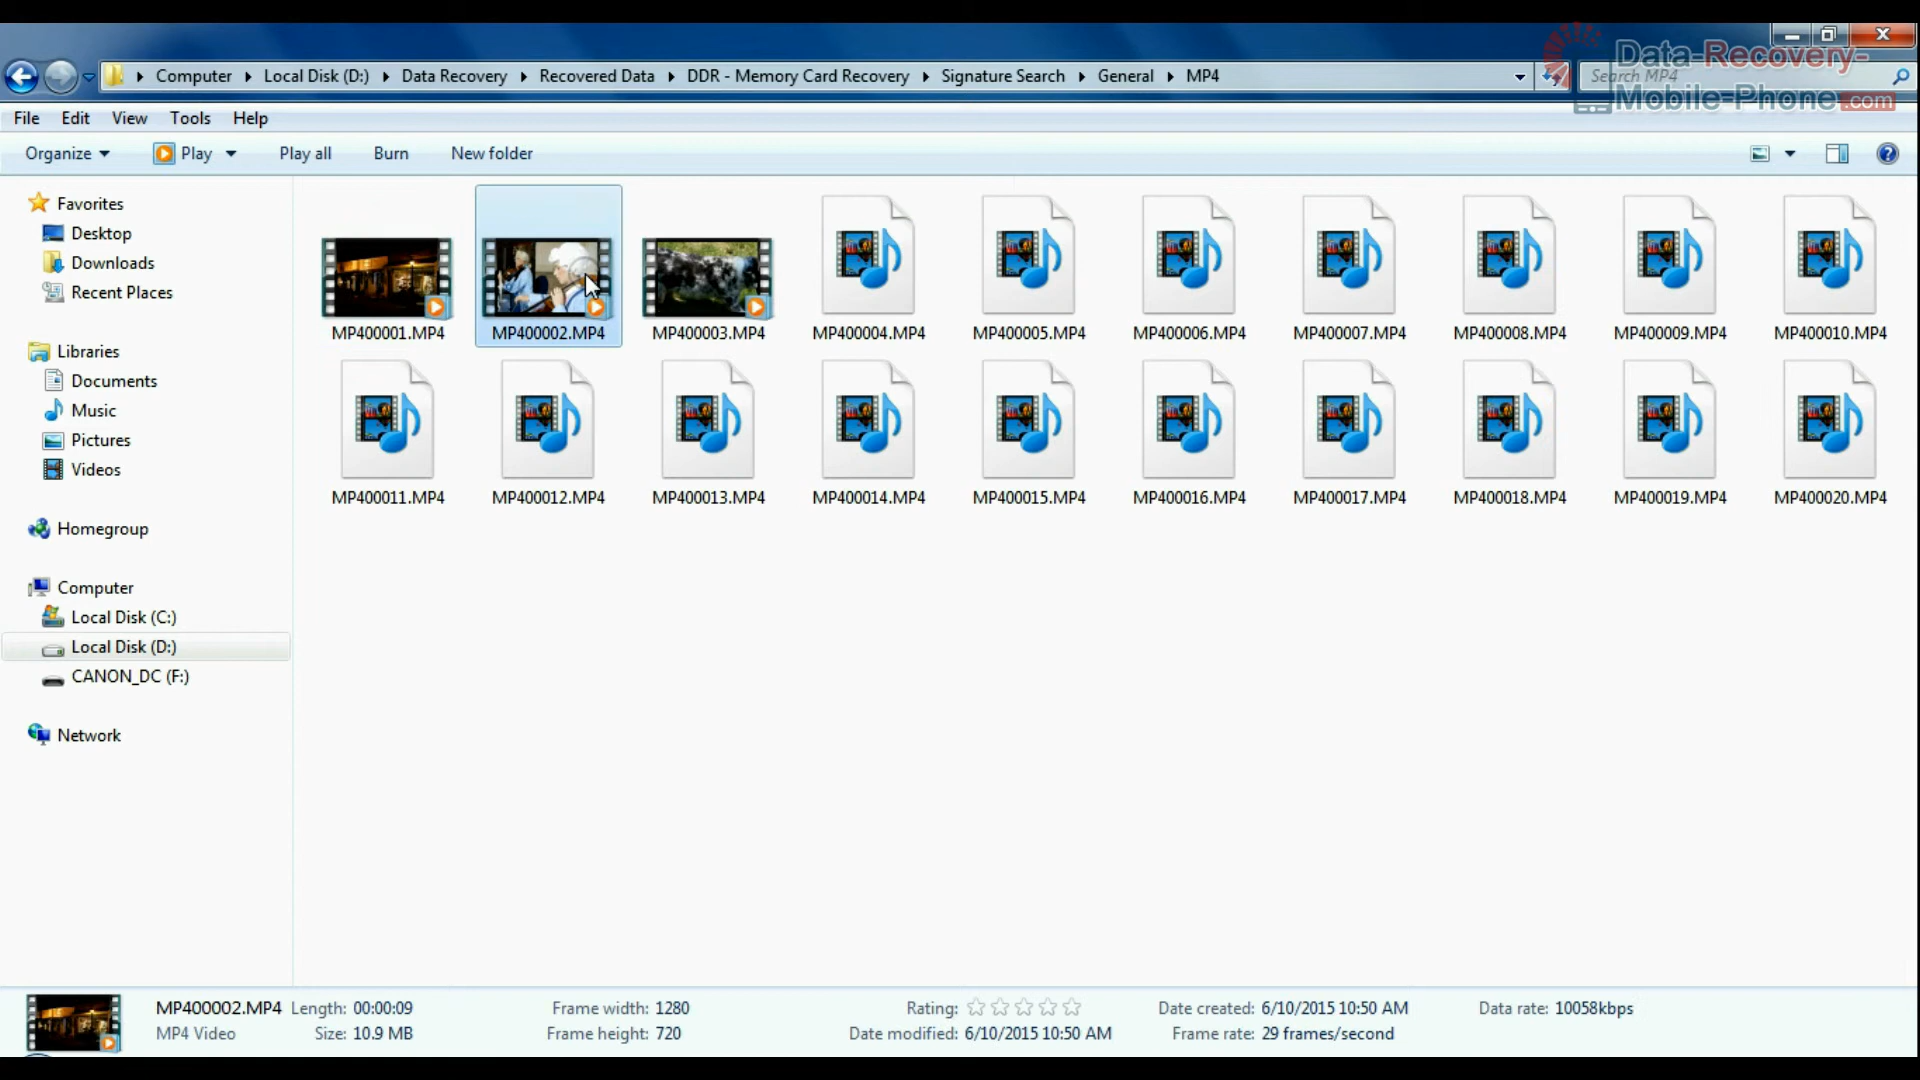 Data-Recovery-
Mobile-Phone.com
Computer Local Disk (D:) Data Recovery Recovered Data DDR - Memory Card Recovery Signature Search General MP4
Search MP4
File Edit View Tools Help
Organize Play Play all Burn New folder
Favorites
Desktop
Downloads
Recent Places
Libraries
Documents
Music
Pictures
Videos
Homegroup
Computer
Local Disk (C:)
Local Disk (D:)
CANON_DC (F:)
Network
MP400001.MP4 MP400002.MP4 MP400003.MP4 MP400004.MP4 MP400005.MP4 MP400006.MP4 MP400007.MP4 MP400008.MP4 MP400009.MP4 MP400010.MP4
MP400011.MP4 MP400012.MP4 MP400013.MP4 MP400014.MP4 MP400015.MP4 MP400016.MP4 MP400017.MP4 MP400018.MP4 MP400019.MP4 MP400020.MP4
MP400002.MP4 Length: 00:00:09 Frame width: 1280 Rating: Date created: 6/10/2015 10:50 AM Data rate: 10058kbps
MP4 Video Size: 10.9 MB Frame height: 720 Date modified: 6/10/2015 10:50 AM Frame rate: 29 frames/second